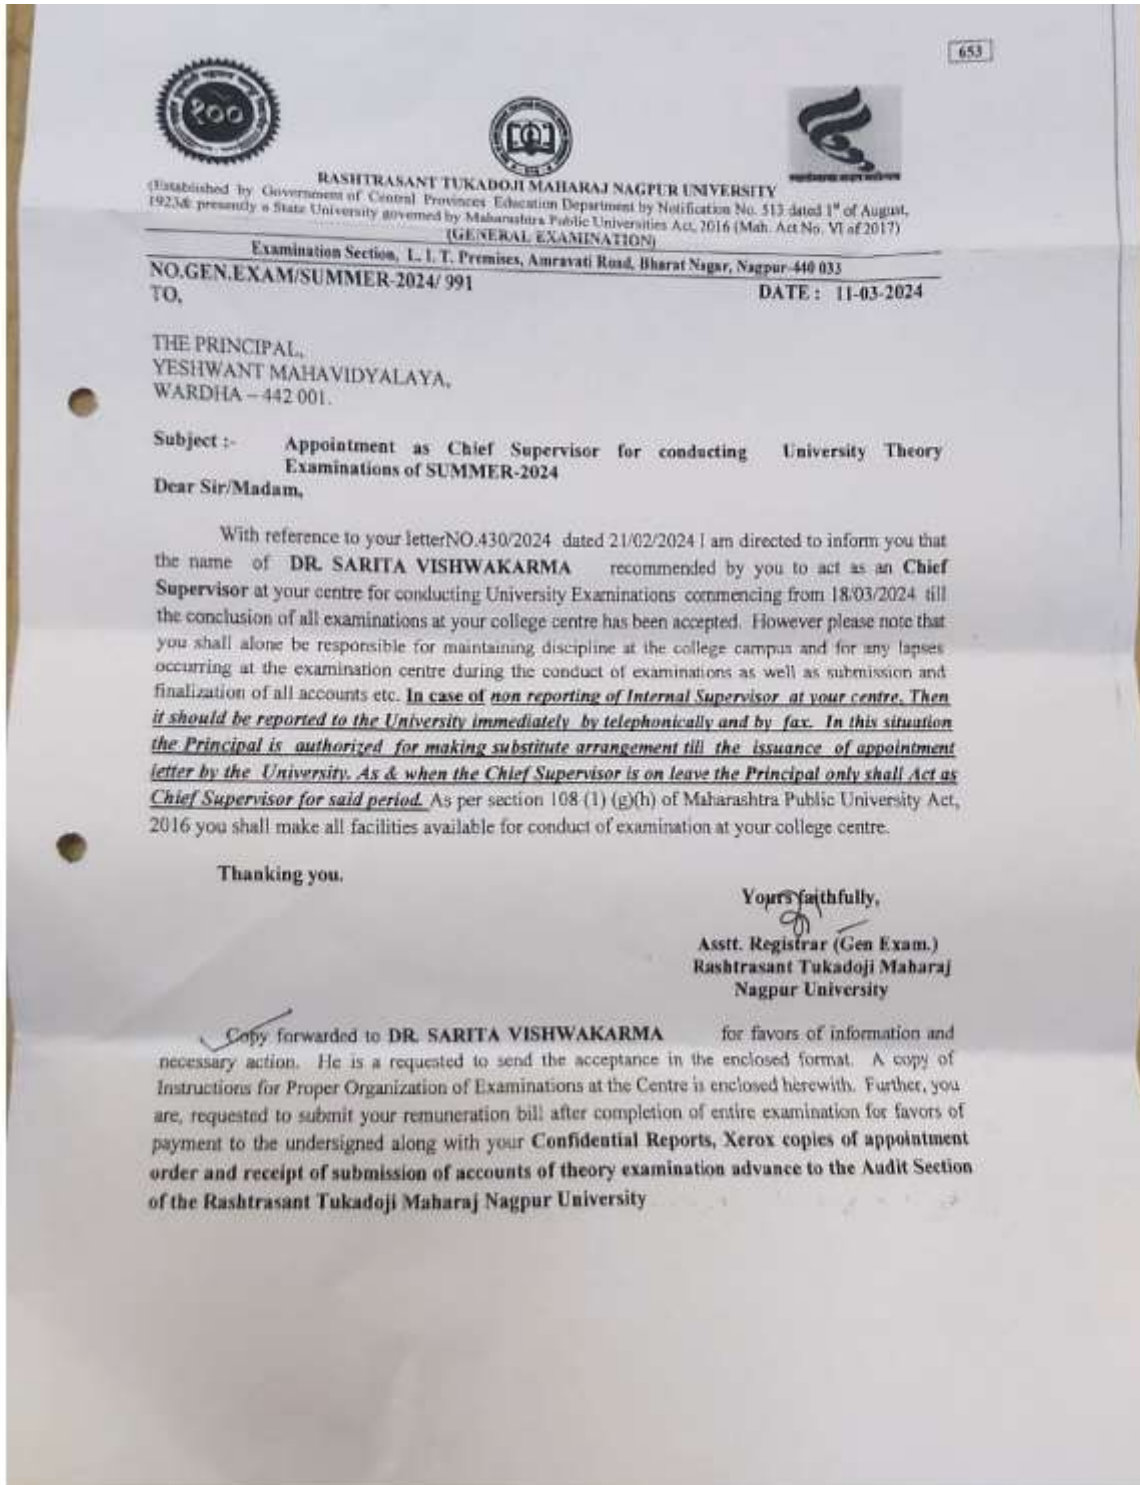 653
१००
RASHTRASANT TUKADOJI MAHARAJ NAGPUR UNIVERSITY
(Established by Government of Central Provinces Education Department by Notification No. 513 dated 1st of August,
1923& presently a State University governed by Maharashtra Public Universities Act, 2016 (Mah. Act No. VI of 2017)
(GENERAL EXAMINATION)
Examination Section, L. I. T. Premises, Amravati Road, Bharat Nagar, Nagpur-440 033
NO.GEN.EXAM/SUMMER-2024/ 991
DATE : 11-03-2024
TO,
THE PRINCIPAL,
YESHWANT MAHAVIDYALAYA,
WARDHA – 442 001.
Subject :- Appointment as Chief Supervisor for conducting University Theory
Examinations of SUMMER-2024
Dear Sir/Madam,
With reference to your letterNO.430/2024 dated 21/02/2024 I am directed to inform you that
the name of DR. SARITA VISHWAKARMA recommended by you to act as an Chief
Supervisor at your centre for conducting University Examinations commencing from 18/03/2024 till
the conclusion of all examinations at your college centre has been accepted. However please note that
you shall alone be responsible for maintaining discipline at the college campus and for any lapses
occurring at the examination centre during the conduct of examinations as well as submission and
finalization of all accounts etc. In case of non reporting of Internal Supervisor at your centre. Then
it should be reported to the University immediately by telephonically and by fax. In this situation
the Principal is authorized for making substitute arrangement till the issuance of appointment
letter by the University. As & when the Chief Supervisor is on leave the Principal only shall Act as
Chief Supervisor for said period. As per section 108 (1) (g)(h) of Maharashtra Public University Act,
2016 you shall make all facilities available for conduct of examination at your college centre.
Thanking you.
Yours faithfully,
Asstt. Registrar (Gen Exam.)
Rashtrasant Tukadoji Maharaj
Nagpur University
Copy forwarded to DR. SARITA VISHWAKARMA for favors of information and
necessary action. He is a requested to send the acceptance in the enclosed format. A copy of
Instructions for Proper Organization of Examinations at the Centre is enclosed herewith. Further, you
are, requested to submit your remuneration bill after completion of entire examination for favors of
payment to the undersigned along with your Confidential Reports, Xerox copies of appointment
order and receipt of submission of accounts of theory examination advance to the Audit Section
of the Rashtrasant Tukadoji Maharaj Nagpur University